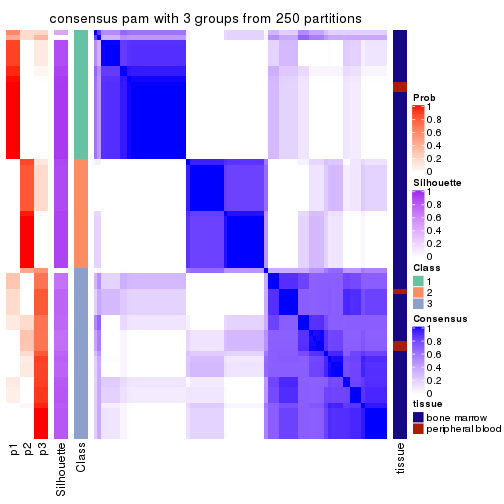 consensus pam with 3 groups from 250 partitions
Prob
1
0.8
0.6
0.4
0.2
0
Silhouette
1
0.8
0.6
0.4
0.2
0
Class
1
2
3
Consensus
1
0.8
0.6
0.4
0.2
0
tissue
bone marrow
peripheral blood
p1
p2
p3
Silhouette
Class
tissue